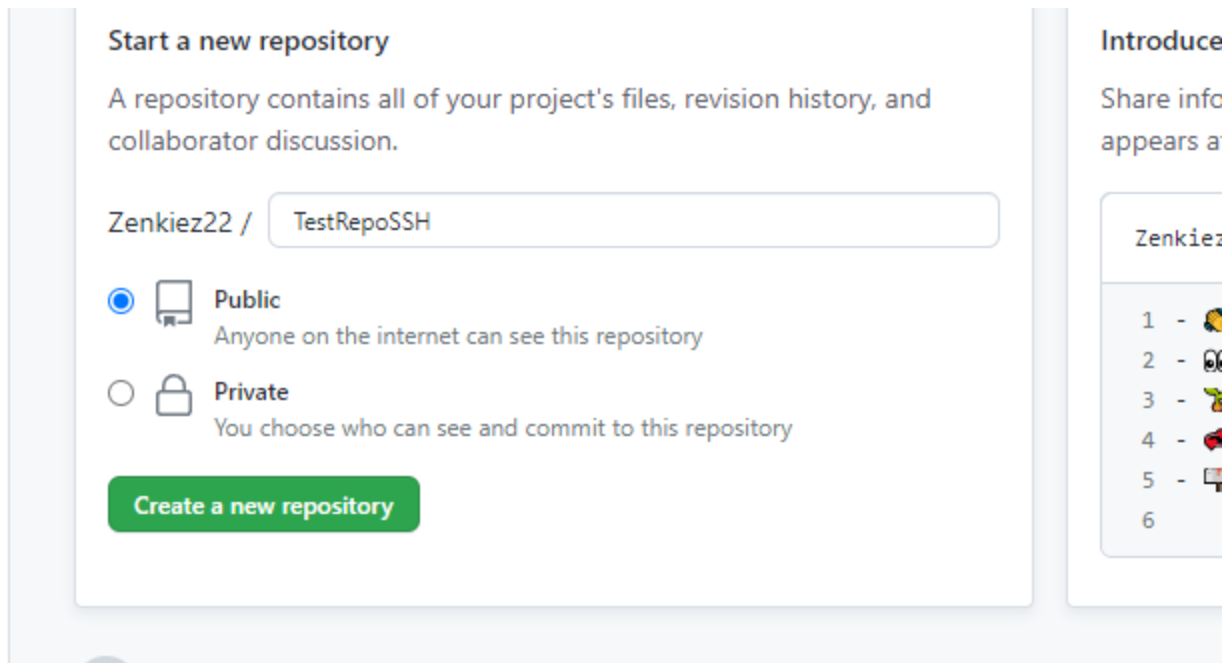 Start a new repository
A repository contains all of your project's files, revision history, and
collaborator discussion.
Zenkiez22 / TestRepoSSH
Public
Anyone on the internet can see this repository
Private
You choose who can see and commit to this repository
Create a new repository
Introduce
Share info
appears a
Zenkiez
1 -
2 -
3 -
4 -
5 -
6